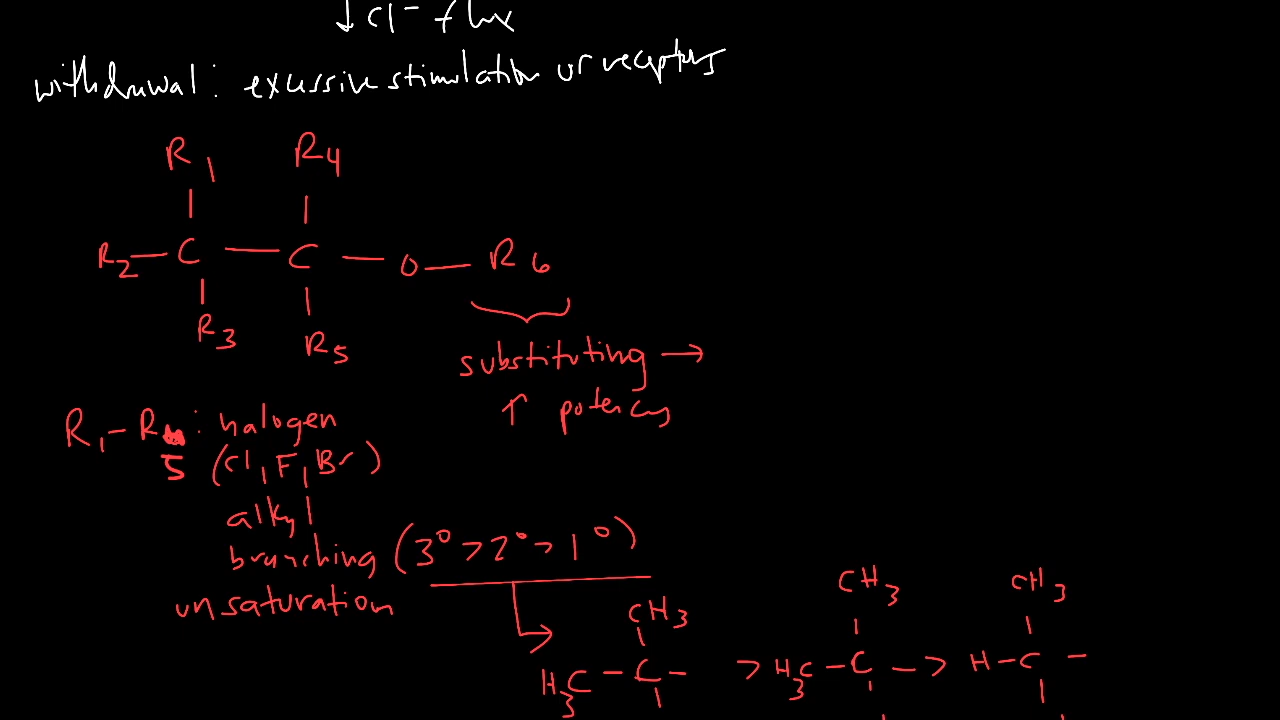 ↓ Cl⁻ flux
withdrawal: excessive stimulation of receptors
R1 R4
R2 — C — C — O — R6
R3 R5
substituting →
↑ potency
R1 – R5 : halogen
(Cl, F, Br)
alkyl
branching (3° > 2° > 1°)
unsaturation
CH3 CH3 CH3
H3C – C – > H3C – C – > H – C –